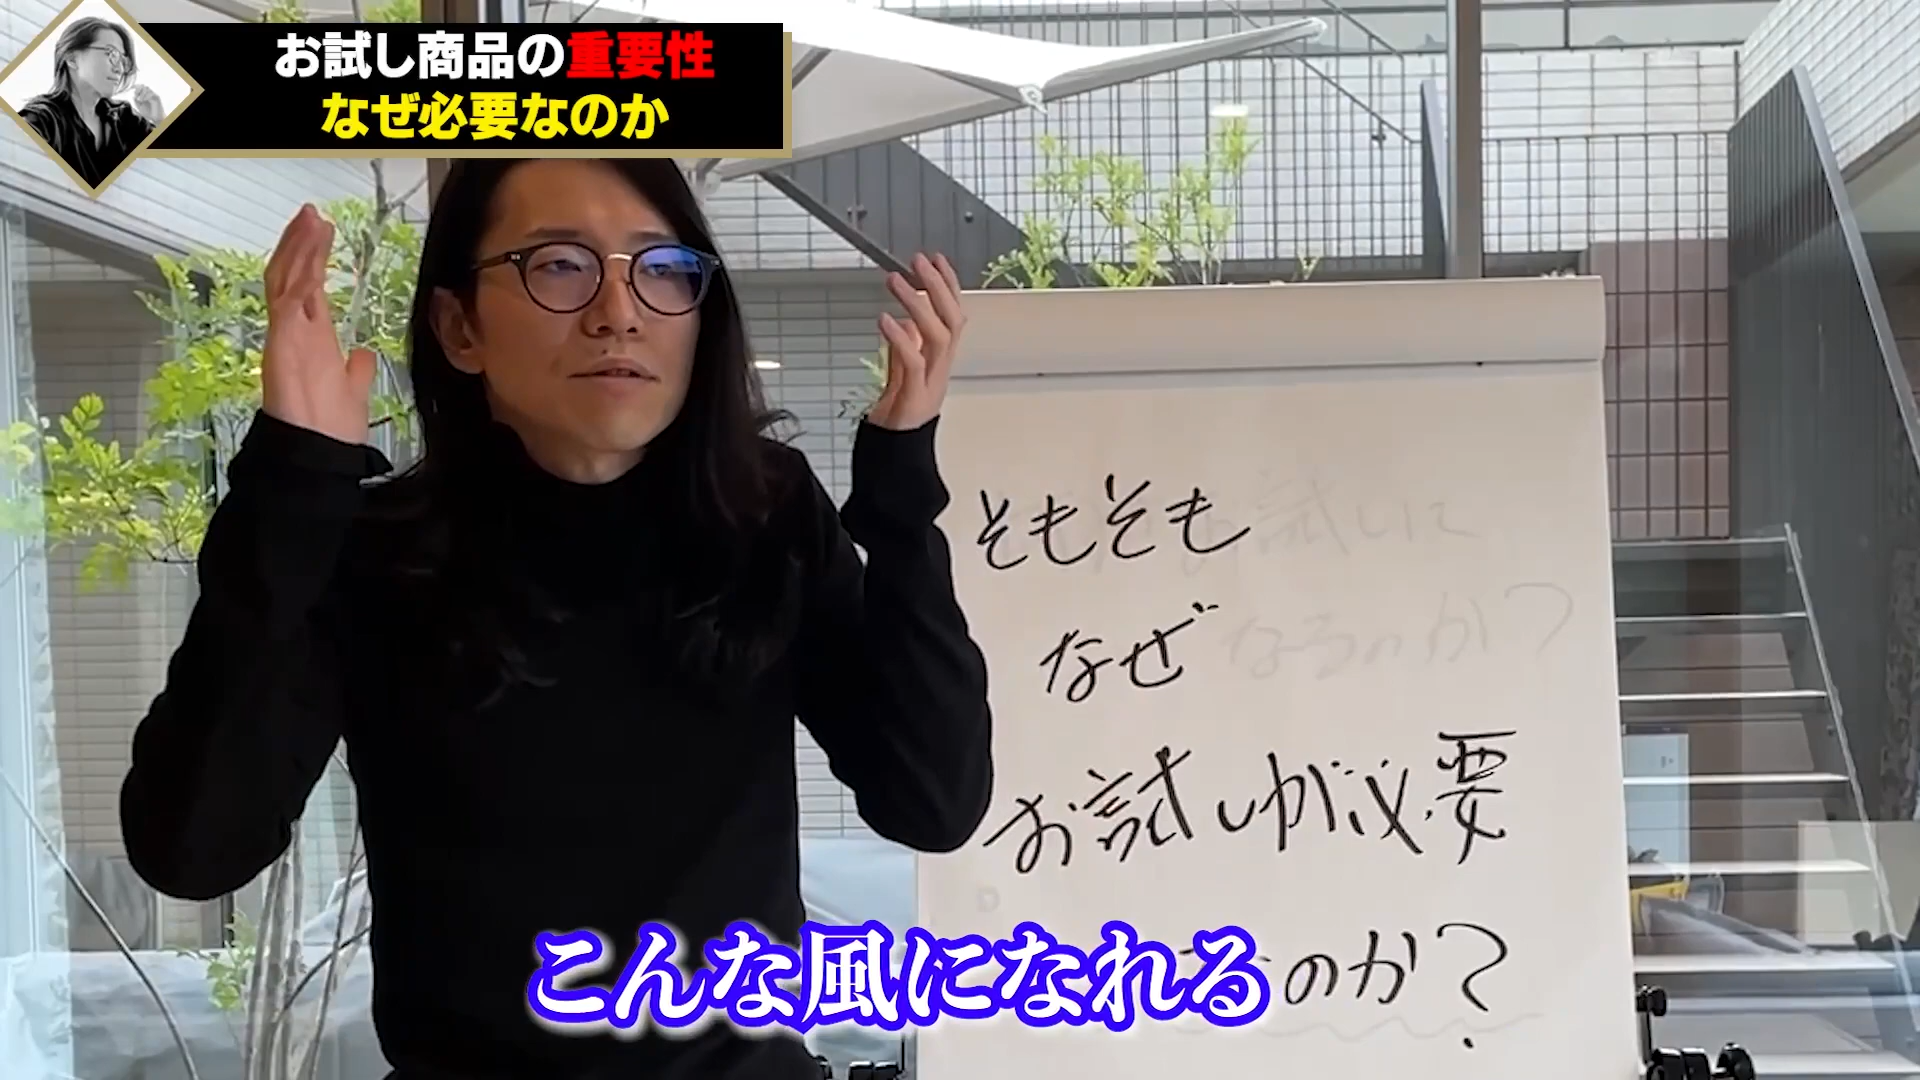 お試し商品の重要性
なぜ必要なのか
そもそも
なぜ
お試しが必要
のか?
こんな風になれる